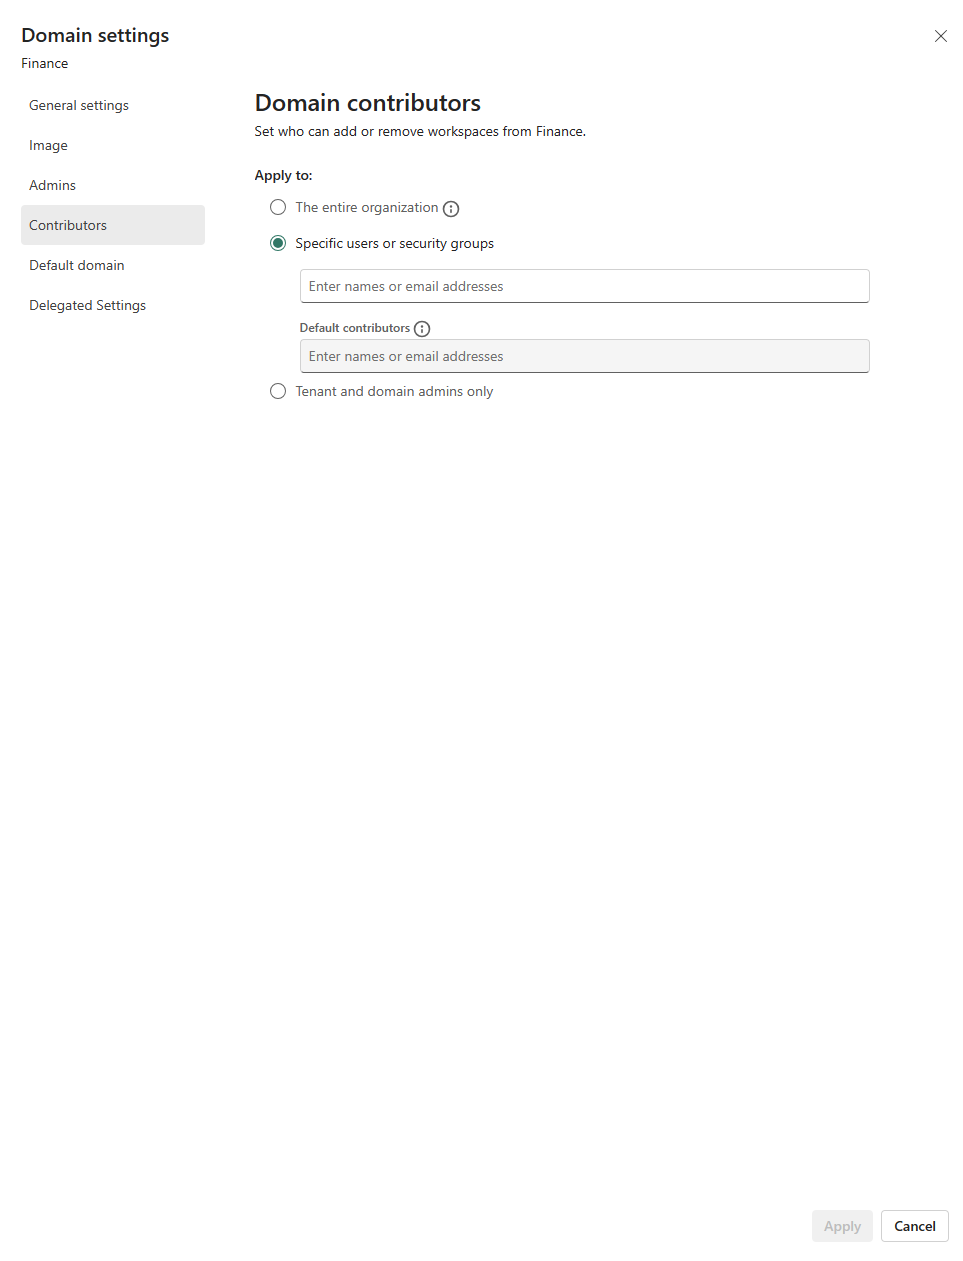 Domain settings
Finance
General settings
Image
Admins
Contributors
Default domain
Delegated Settings
Domain contributors
Set who can add or remove workspaces from Finance.
Apply to:
The entire organization
Specific users or security groups
Enter names or email addresses
Default contributors
Enter names or email addresses
Tenant and domain admins only
Apply
Cancel